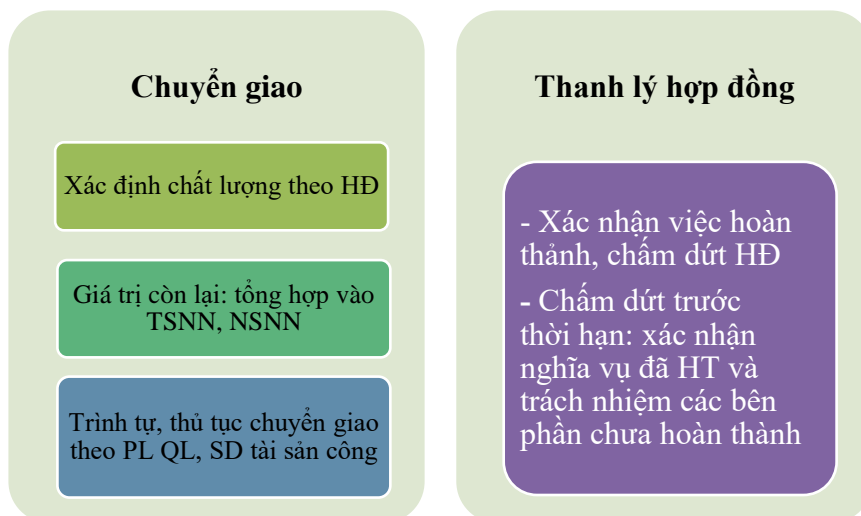 Chuyển giao
Xác định chất lượng theo HĐ
Giá trị còn lại: tổng hợp vào
TSNN, NSNN
Trình tự, thủ tục chuyển giao
theo PL QL, SD tài sản công
Thanh lý hợp đồng
- Xác nhận việc hoàn
thảnh, chấm dứt HĐ
- Chấm dứt trước
thời hạn: xác nhận
nghĩa vụ đã HT và
trách nhiệm các bên
phần chưa hoàn thành